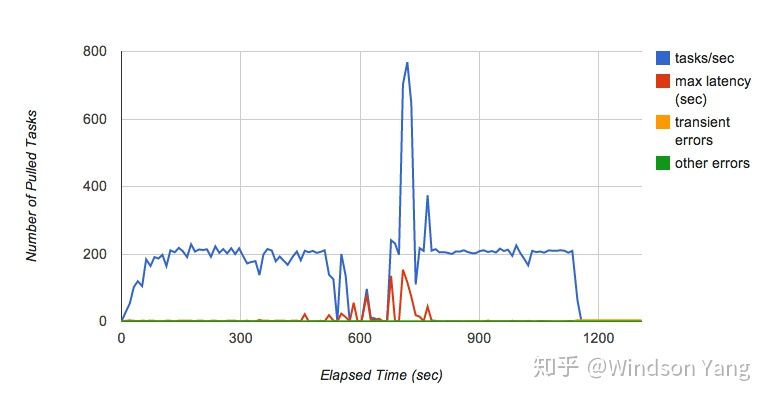 800
600
400
200
0
Number of Pulled Tasks
0 300 600 900 1200
Elapsed Time (sec)
tasks/sec
max latency
(sec)
transient
errors
other errors
知乎 @Windson Yang